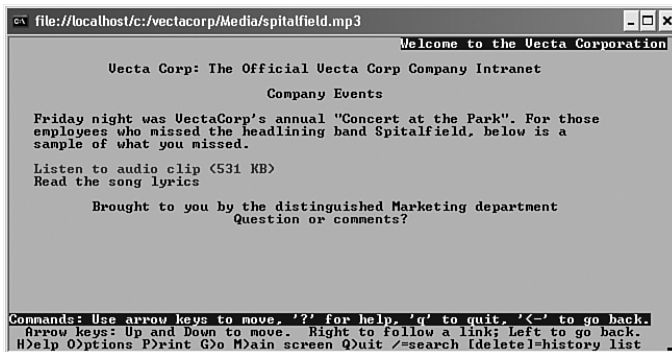 file://localhost/c:/vectacorp/Media/spitalfield.mp3
Welcome to the Vecta Corporation
Vecta Corp: The Official Vecta Corp Company Intranet
Company Events
Friday night was VectaCorp's annual "Concert at the Park". For those
employees who missed the headlining band Spitalfield, below is a
sample of what you missed.
Listen to audio clip (531 KB)
Read the song lyrics
Brought to you by the distinguished Marketing department
Question or comments?
Commands: Use arrow keys to move, '?' for help, 'q' to quit, '<-' to go back.
Arrow keys: Up and Down to move. Right to follow a link; Left to go back.
H)elp O)ptions P)rint G)o M)ain screen Q)uit /=search [delete]=history list